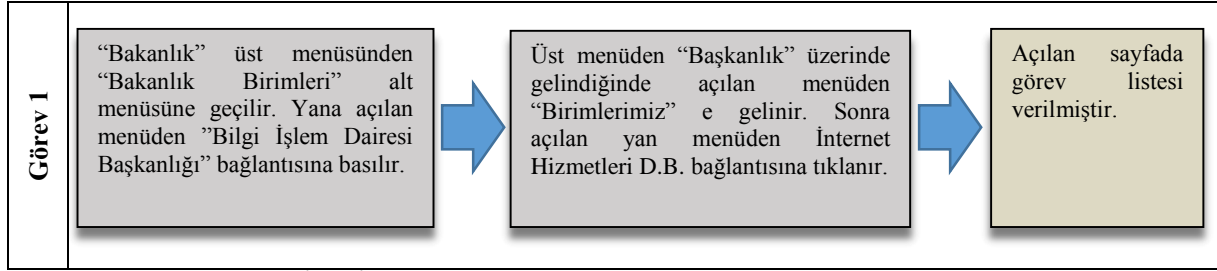 Görev 1
“Bakanlık” üst menüsünden
“Bakanlık Birimleri” alt
menüsüne geçilir. Yana açılan
menüden ”Bilgi İşlem Dairesi
Başkanlığı” bağlantısına basılır.
Üst menüden “Başkanlık” üzerinde
gelindiğinde açılan menüden
“Birimlerimiz” e gelinir. Sonra
açılan yan menüden İnternet
Hizmetleri D.B. bağlantısına tıklanır.
Açılan sayfada
görev listesi
verilmiştir.